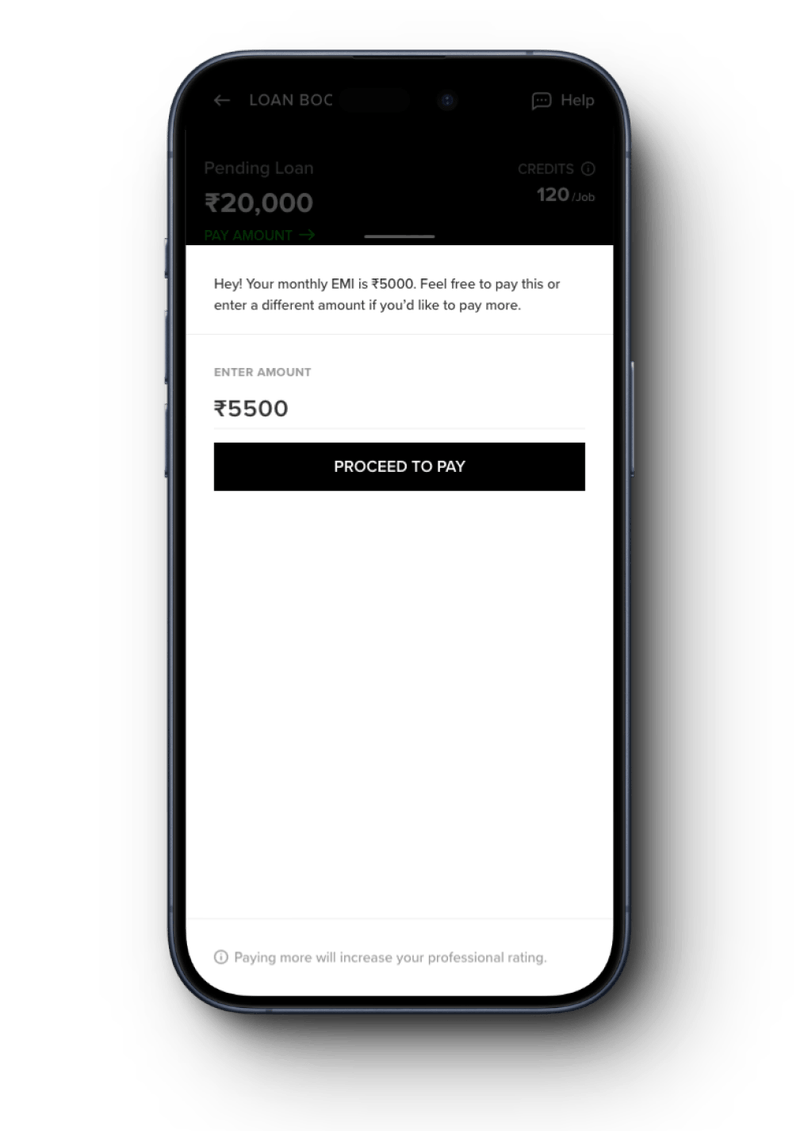 LOAN BOC
Help
Pending Loan
CREDITS
₹20,000
120 /Job
PAY AMOUNT →
Hey! Your monthly EMI is ₹5000. Feel free to pay this or
enter a different amount if you’d like to pay more.
ENTER AMOUNT
₹5500
PROCEED TO PAY
Paying more will increase your professional rating.